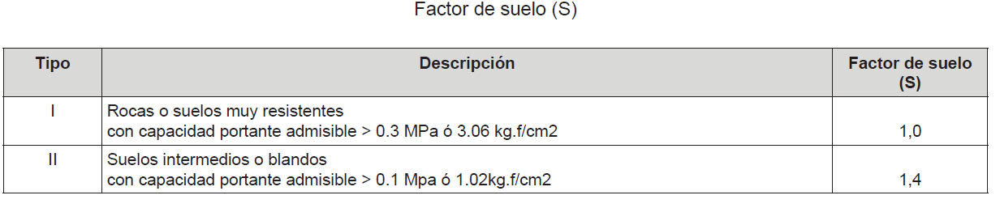 Factor de suelo (S)
Tipo Descripción Factor de suelo
(S)
I Rocas o suelos muy resistentes
con capacidad portante admisible > 0.3 MPa ó 3.06 kg.f/cm2 1,0
II Suelos intermedios o blandos
con capacidad portante admisible > 0.1 Mpa ó 1.02kg.f/cm2 1,4